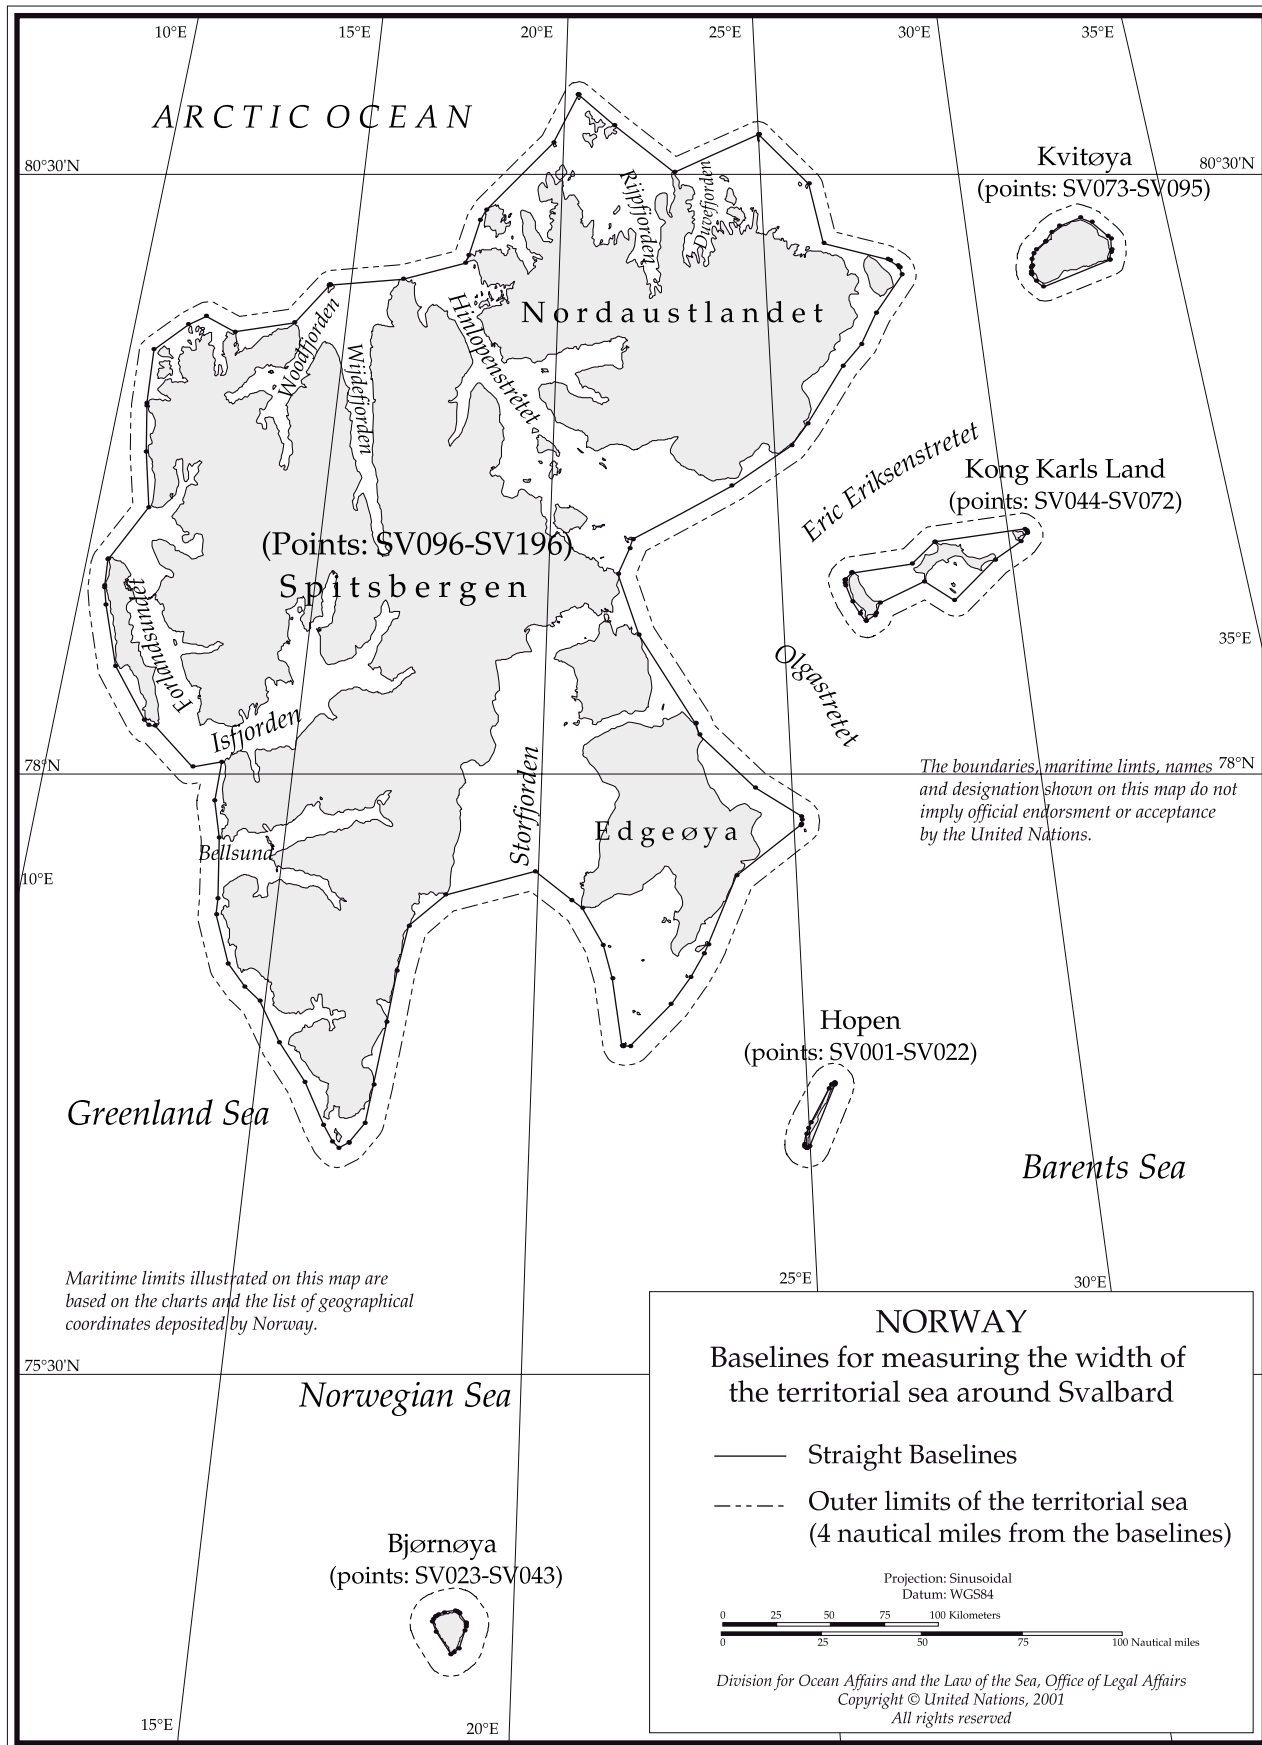 10°E
15°E
20°E
25°E
30°E
35°E
ARCTIC OCEAN
Kvitøya
80°30'N
80°30'N
(points: SV073-SV095)
Rijpfjorden
Duvefjorden
Hinlopenstretet
Nordaustlandet
Woodfjorden
Wijdefjorden
Eric Eriksenstretet
Kong Karls Land
(points: SV044-SV072)
(Points: SV096-SV196)
Spitsbergen
Forlandsundet
35°E
Olgastretet
Isfjorden
78°N
78°N
The boundaries, maritime limts, names
and designation shown on this map do not
imply official endorsment or acceptance
by the United Nations.
Storfjorden
Edgeøya
Bellsund
10°E
Hopen
(points: SV001-SV022)
Greenland Sea
Barents Sea
Maritime limits illustrated on this map are
based on the charts and the list of geographical
coordinates deposited by Norway.
25°E
30°E
75°30'N
Norwegian Sea
NORWAY
Baselines for measuring the width of
the territorial sea around Svalbard
Straight Baselines
Outer limits of the territorial sea
(4 nautical miles from the baselines)
Bjørnøya
(points: SV023-SV043)
Projection: Sinusoidal
Datum: WGS84
0 25 50 75 100 Kilometers
0 25 50 75 100 Nautical miles
Division for Ocean Affairs and the Law of the Sea, Office of Legal Affairs
Copyright © United Nations, 2001
All rights reserved
15°E
20°E